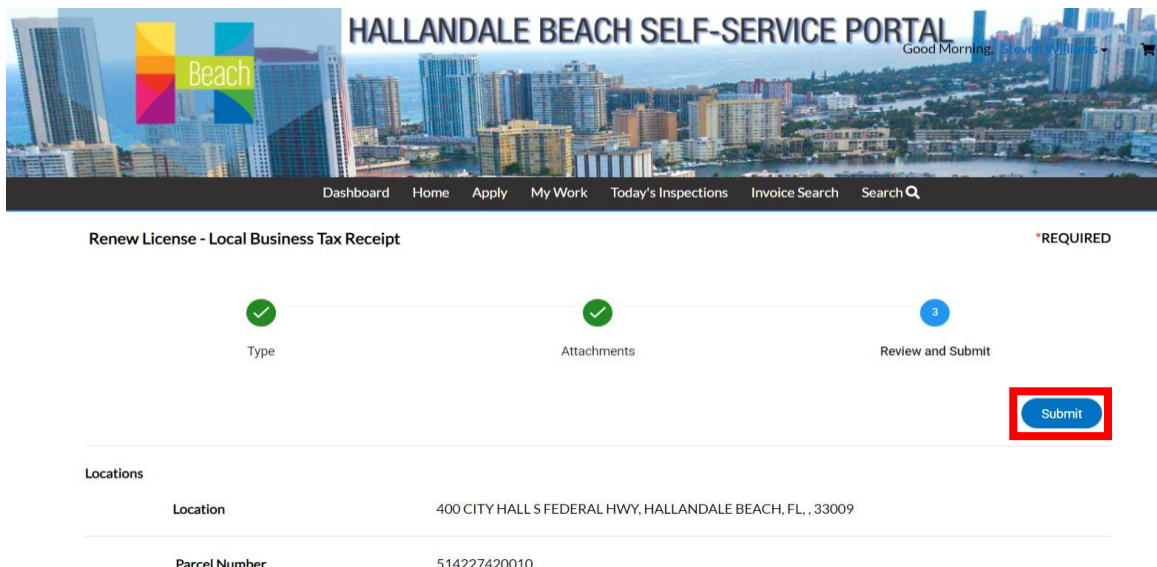 HALLANDALE BEACH SELF-SERVICE PORTAL
Good Morning, Steven Williams
Beach
Dashboard Home Apply My Work Today's Inspections Invoice Search Search
Renew License - Local Business Tax Receipt *REQUIRED
3
Type Attachments Review and Submit
Submit
Locations
Location 400 CITY HALL S FEDERAL HWY, HALLANDALE BEACH, FL, , 33009
Parcel Number 514227420010